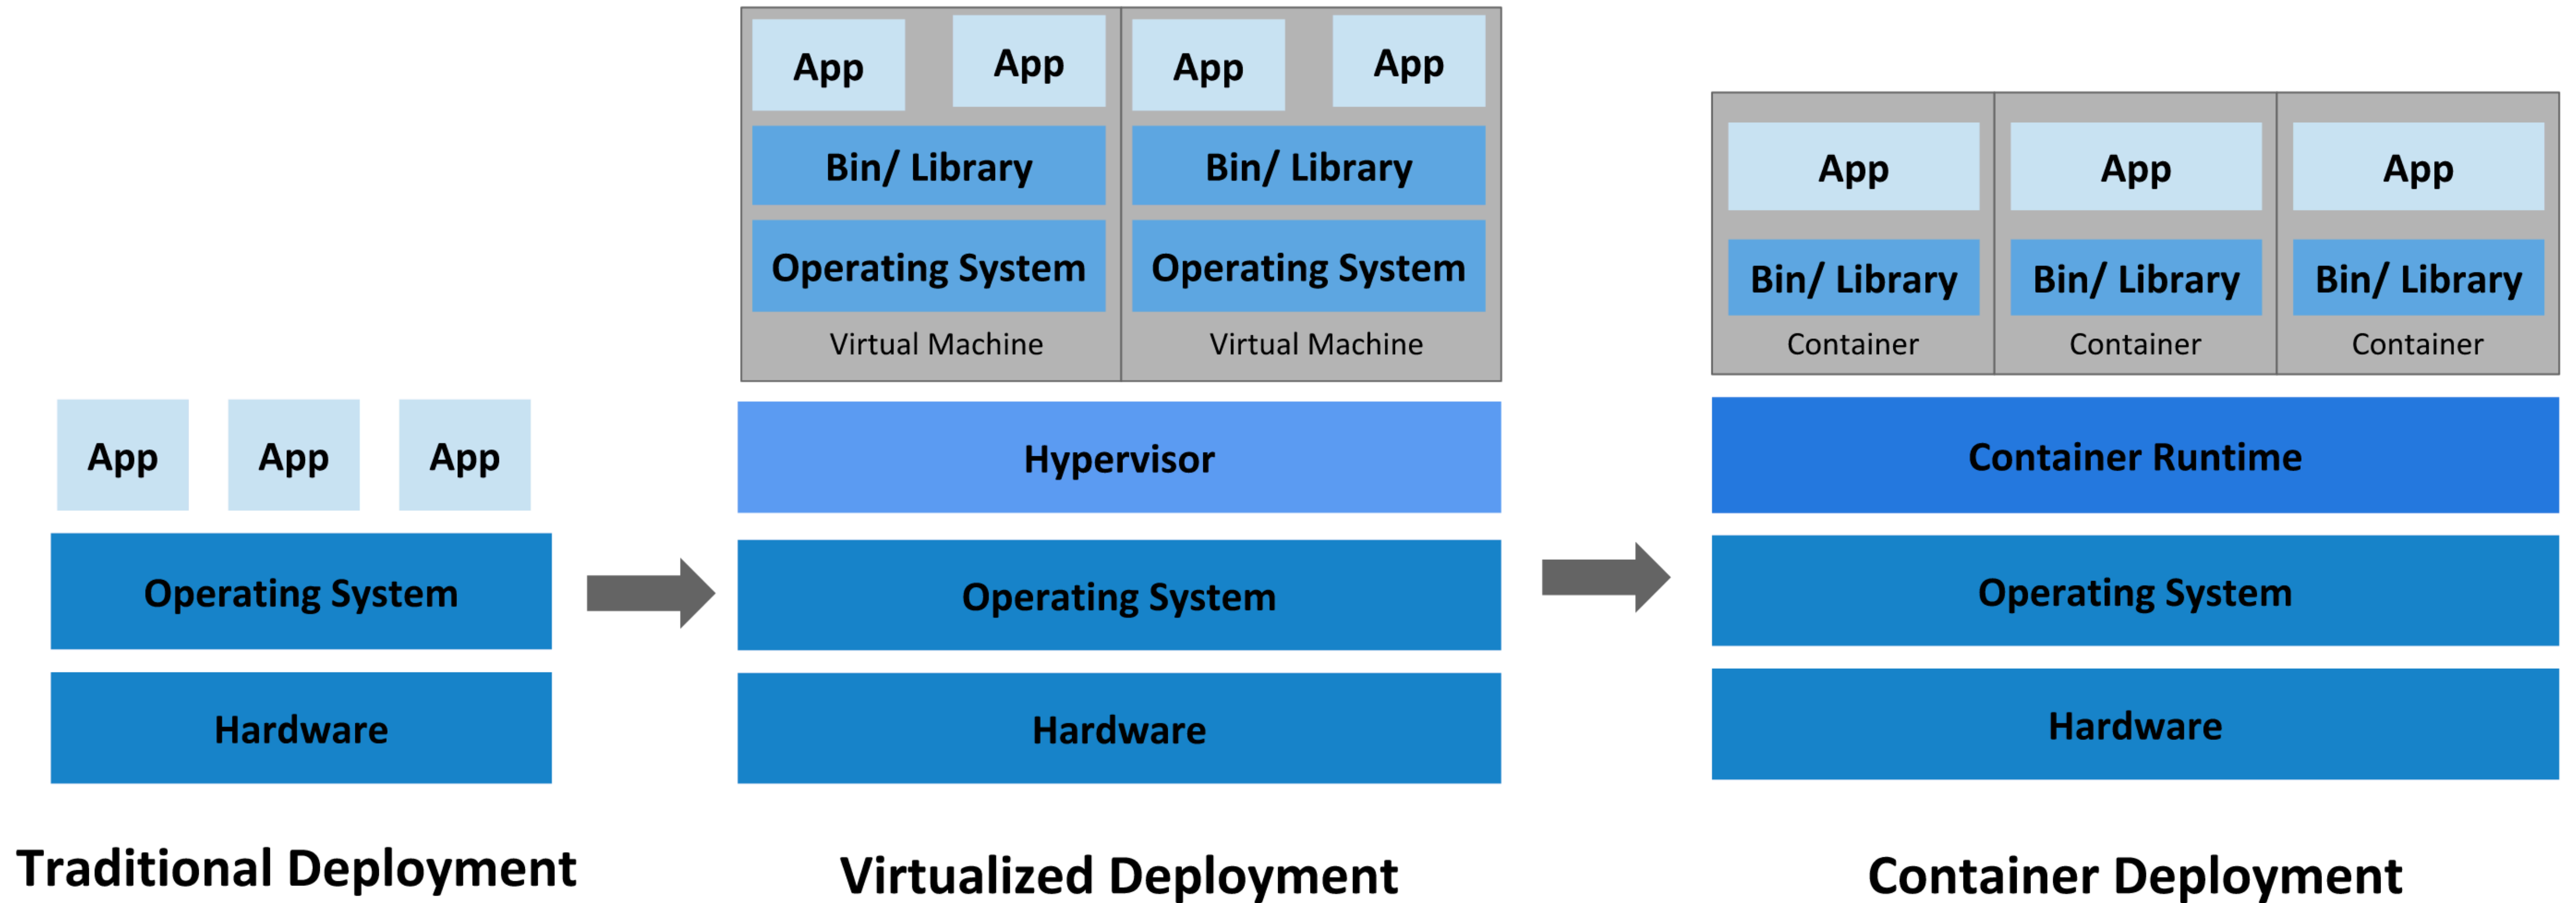 App
App
App
Operating System
Hardware
Traditional Deployment
App
App
App
App
Bin/ Library
Bin/ Library
Operating System
Operating System
Virtual Machine
Virtual Machine
Hypervisor
Operating System
Hardware
Virtualized Deployment
App
App
App
Bin/ Library
Bin/ Library
Bin/ Library
Container
Container
Container
Container Runtime
Operating System
Hardware
Container Deployment